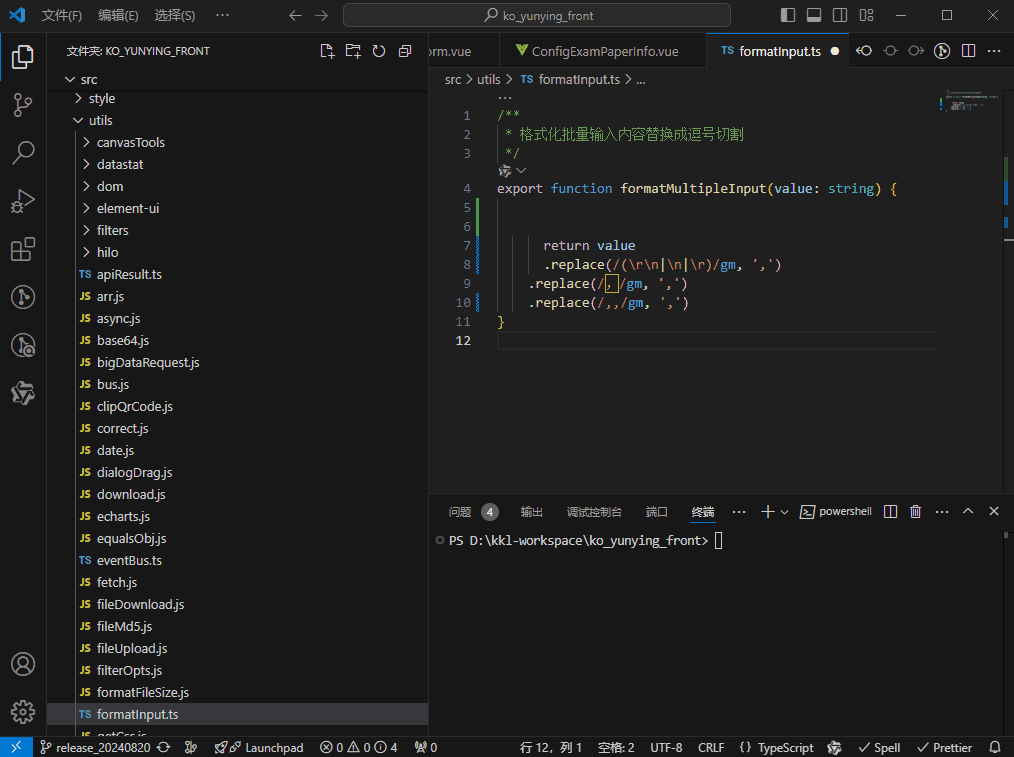 文件(F) 编辑(E) 选择(S) ··· ko_yunying_front
文件夹: KO_YUNYING_FRONT
rm.vue ConfigExamPaperInfo.vue TS formatInput.ts
src > utils > TS formatInput.ts > ...
src
style
utils
canvasTools
datastat
dom
element-ui
filters
hilo
TS apiResult.ts
JS arr.js
JS async.js
JS base64.js
JS bigDataRequest.js
JS bus.js
JS clipQrCode.js
JS correct.js
JS date.js
JS dialogDrag.js
JS download.js
JS echarts.js
JS equalsObj.js
TS eventBus.ts
JS fetch.js
JS fileDownload.js
JS fileMd5.js
JS fileUpload.js
JS filterOpts.js
JS formatFileSize.js
TS formatInput.ts
JS getCss.js
···
1 /**
2 * 格式化批量输入内容替换成逗号切割
3 */
4 export function formatMultipleInput(value: string) {
5
6
7 return value
8 .replace(/(\r\n|\n|\r)/gm, ',')
9 .replace(/，/gm, ',')
10 .replace(/,,/gm, ',')
11 }
12
问题 4 输出 调试控制台 端口 终端 ··· powershell ···
PS D:\kkl-workspace\ko_yunying_front>
release_20240820 Launchpad 0 0 4 0 行 12，列 1 空格: 2 UTF-8 CRLF {} TypeScript Spell Prettier